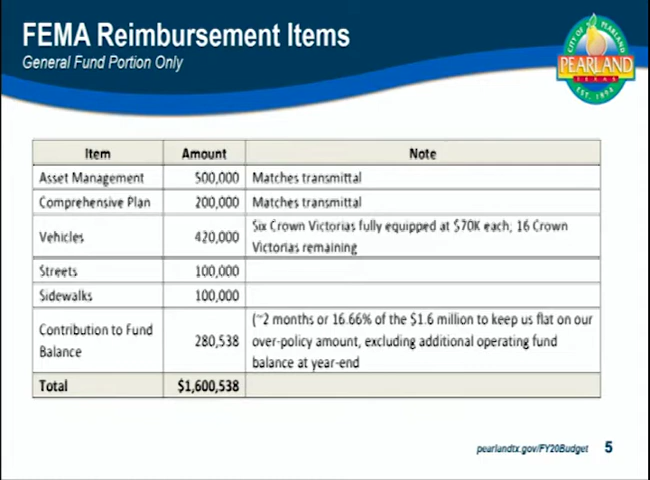 FEMA Reimbursement Items
General Fund Portion Only
CITY OF PEARLAND
PEARLAND
TEXAS
EST. 1894
Item Amount Note
Asset Management 500,000 Matches transmittal
Comprehensive Plan 200,000 Matches transmittal
Vehicles 420,000 Six Crown Victorias fully equipped at $70K each; 16 Crown
Victorias remaining
Streets 100,000
Sidewalks 100,000
Contribution to Fund
Balance
280,538
(~2 months or 16.66% of the $1.6 million to keep us flat on our
over-policy amount, excluding additional operating fund
balance at year-end
Total $1,600,538
pearlandtx.gov/FY20Budget 5